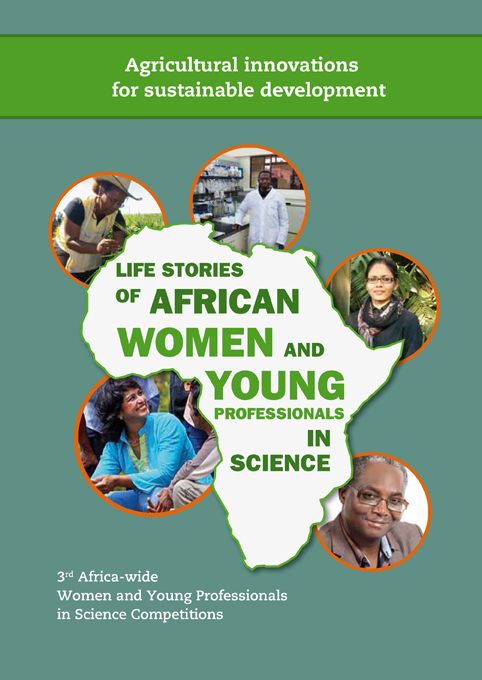 Agricultural innovations
for sustainable development
LIFE STORIES
OF AFRICAN
WOMEN AND
YOUNG
PROFESSIONALS
IN
SCIENCE
3rd Africa-wide
Women and Young Professionals
in Science Competitions